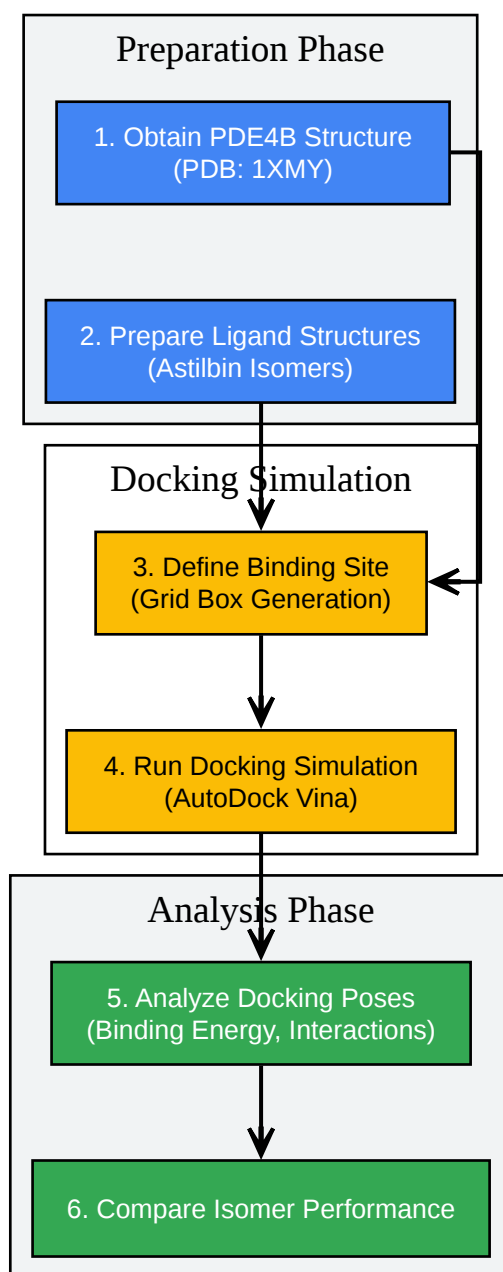 Preparation Phase
1. Obtain PDE4B Structure
(PDB: 1XMY)
2. Prepare Ligand Structures
(Astilbin Isomers)
Docking Simulation
3. Define Binding Site
(Grid Box Generation)
4. Run Docking Simulation
(AutoDock Vina)
Analysis Phase
5. Analyze Docking Poses
(Binding Energy, Interactions)
6. Compare Isomer Performance